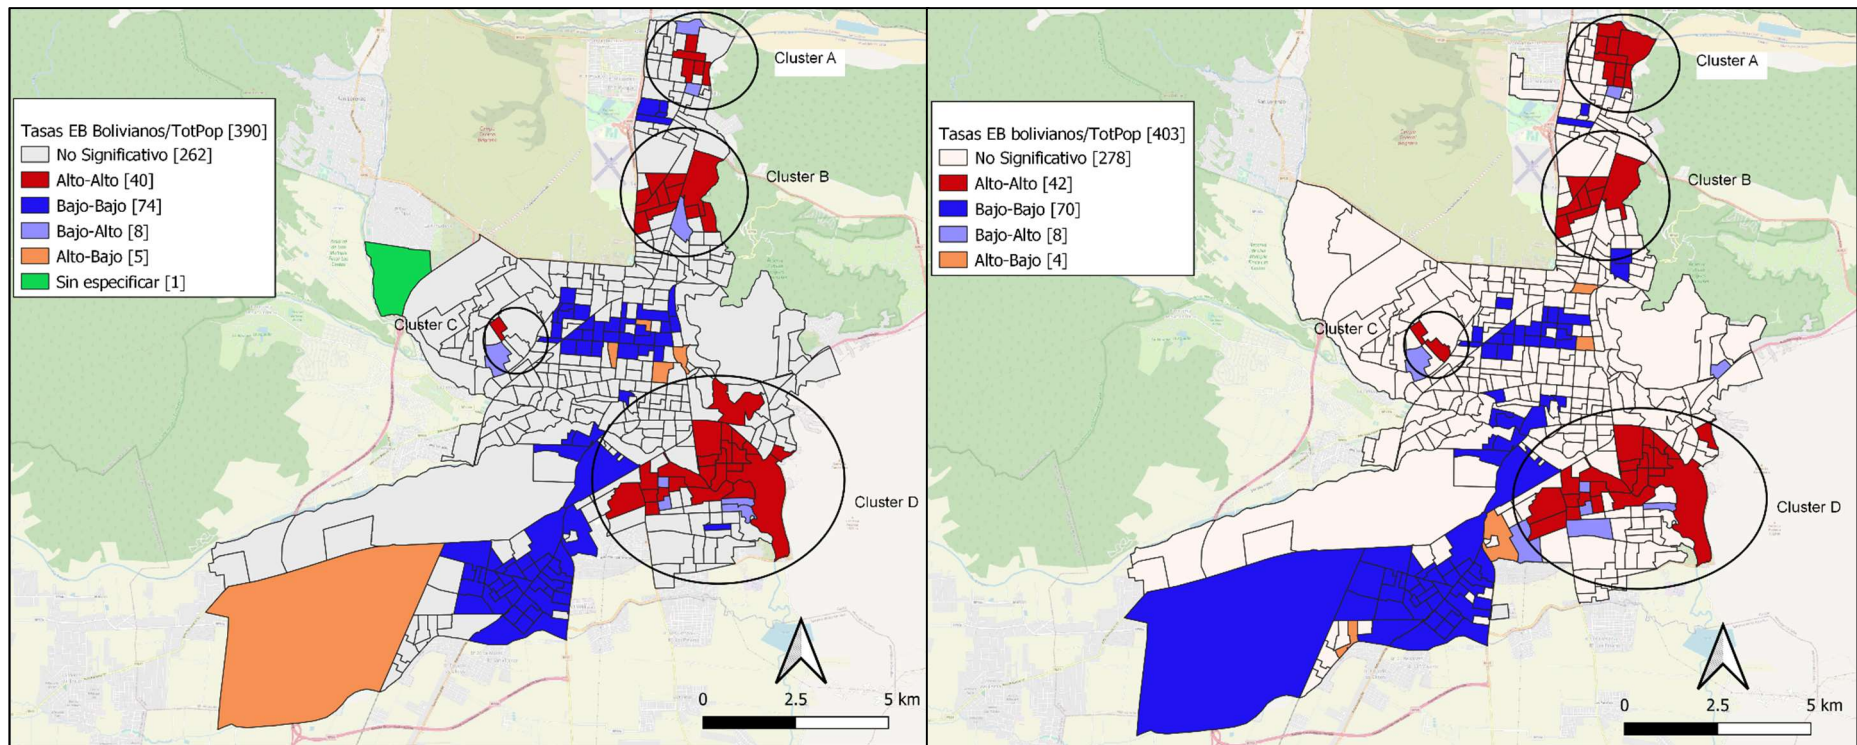 Cluster A
Tasas EB Bolivianos/TotPop [390]
No Significativo [262]
Alto-Alto [40]
Bajo-Bajo [74]
Bajo-Alto [8]
Alto-Bajo [5]
Sin especificar [1]
Cluster B
Cluster C
Cluster D
0 2.5 5 km
Cluster A
Tasas EB bolivianos/TotPop [403]
No Significativo [278]
Alto-Alto [42]
Bajo-Bajo [70]
Bajo-Alto [8]
Alto-Bajo [4]
Cluster B
Cluster C
Cluster D
0 2.5 5 km